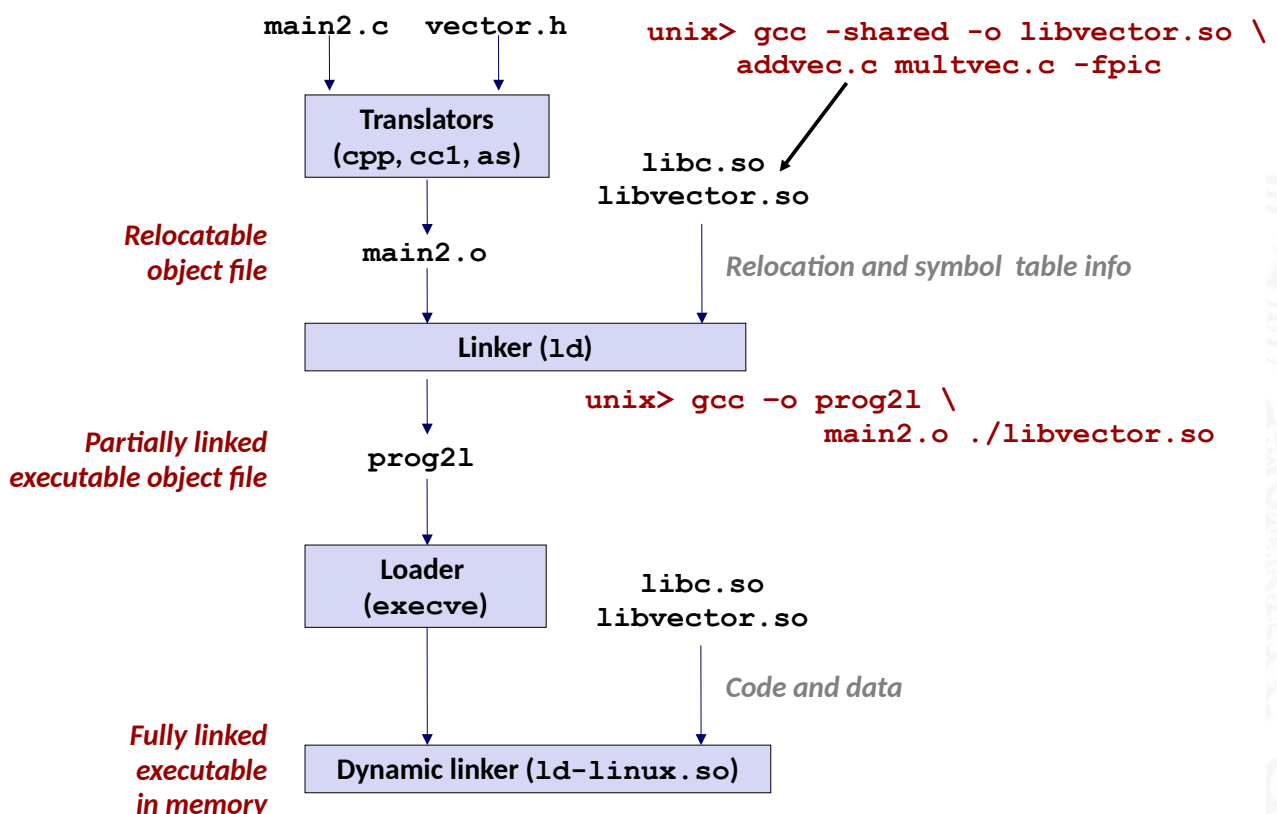 main2.c vector.h
unix> gcc -shared -o libvector.so \
addvec.c multvec.c -fpic
Translators
(cpp, cc1, as)
libc.so
libvector.so
Relocatable
object file
main2.o
Relocation and symbol table info
Linker (ld)
unix> gcc –o prog2l \
main2.o ./libvector.so
Partially linked
executable object file
prog2l
Loader
(execve)
libc.so
libvector.so
Code and data
Fully linked
executable
in memory
Dynamic linker (ld-linux.so)